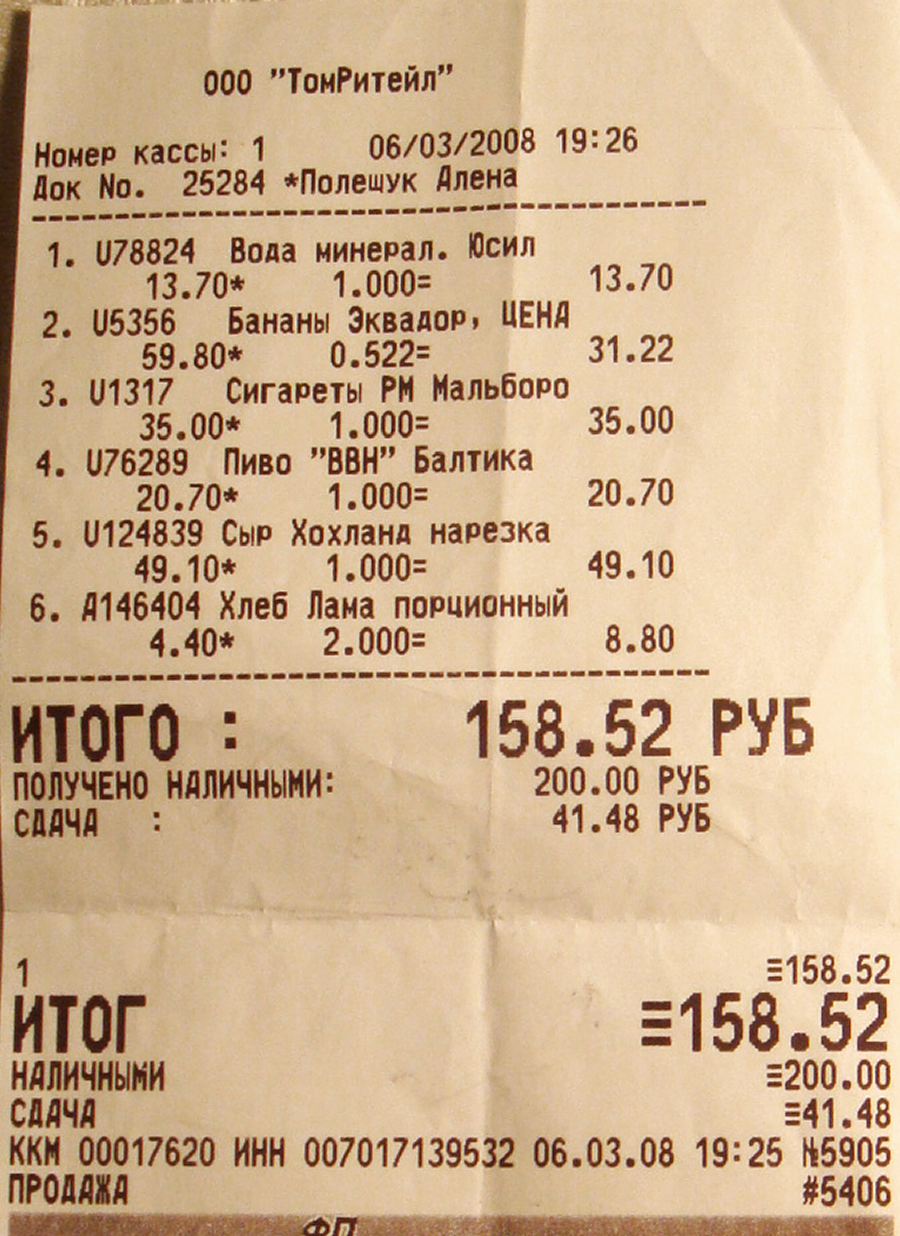 ООО "ТомРитейл"
Номер кассы: 1 06/03/2008 19:26
Док No. 25284 *Полещук Алена
1. U78824 Вода минерал. Юсил
13.70* 1.000= 13.70
2. U5356 Бананы Эквадор, ЦЕНА
59.80* 0.522= 31.22
3. U1317 Сигареты РМ Мальборо
35.00* 1.000= 35.00
4. U76289 Пиво "ВВН" Балтика
20.70* 1.000= 20.70
5. U124839 Сыр Хохланд нарезка
49.10* 1.000= 49.10
6. А146404 Хлеб Лама порционный
4.40* 2.000= 8.80
ИТОГО : 158.52 РУБ
ПОЛУЧЕНО НАЛИЧНЫМИ: 200.00 РУБ
СДАЧА : 41.48 РУБ
1 ≡158.52
ИТОГ ≡158.52
НАЛИЧНЫМИ ≡200.00
СДАЧА ≡41.48
ККМ 00017620 ИНН 007017139532 06.03.08 19:25 №5905
ПРОДАЖА #5406
ФП